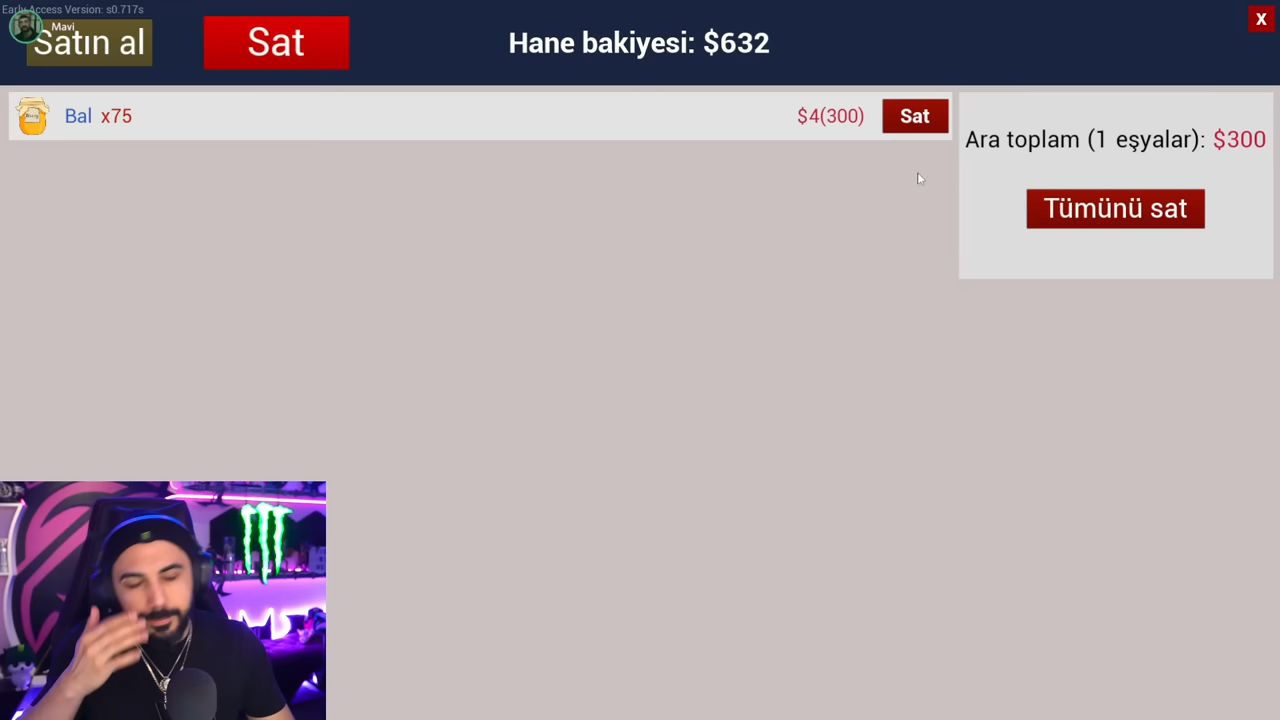 Early Access Version: s0.717s
Mavi
Satın al
Sat
Hane bakiyesi: $632
X
Bal x75
$4(300)
Sat
Ara toplam (1 eşyalar): $300
Tümünü sat